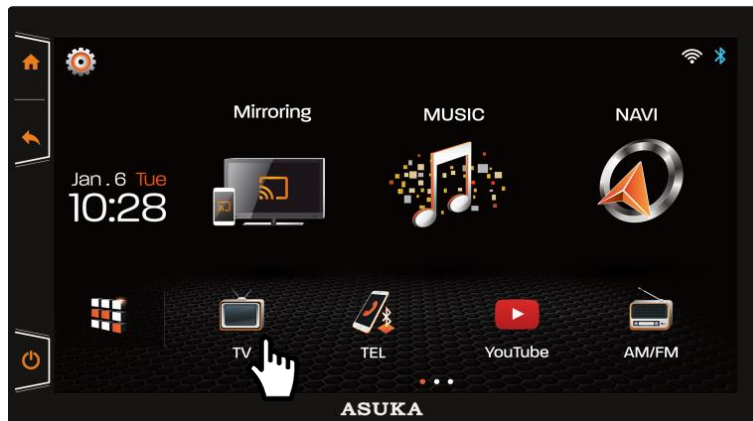 Mirroring
MUSIC
NAVI
Jan. 6 Tue
10:28
TV
TEL
YouTube
AM/FM
ASUKA